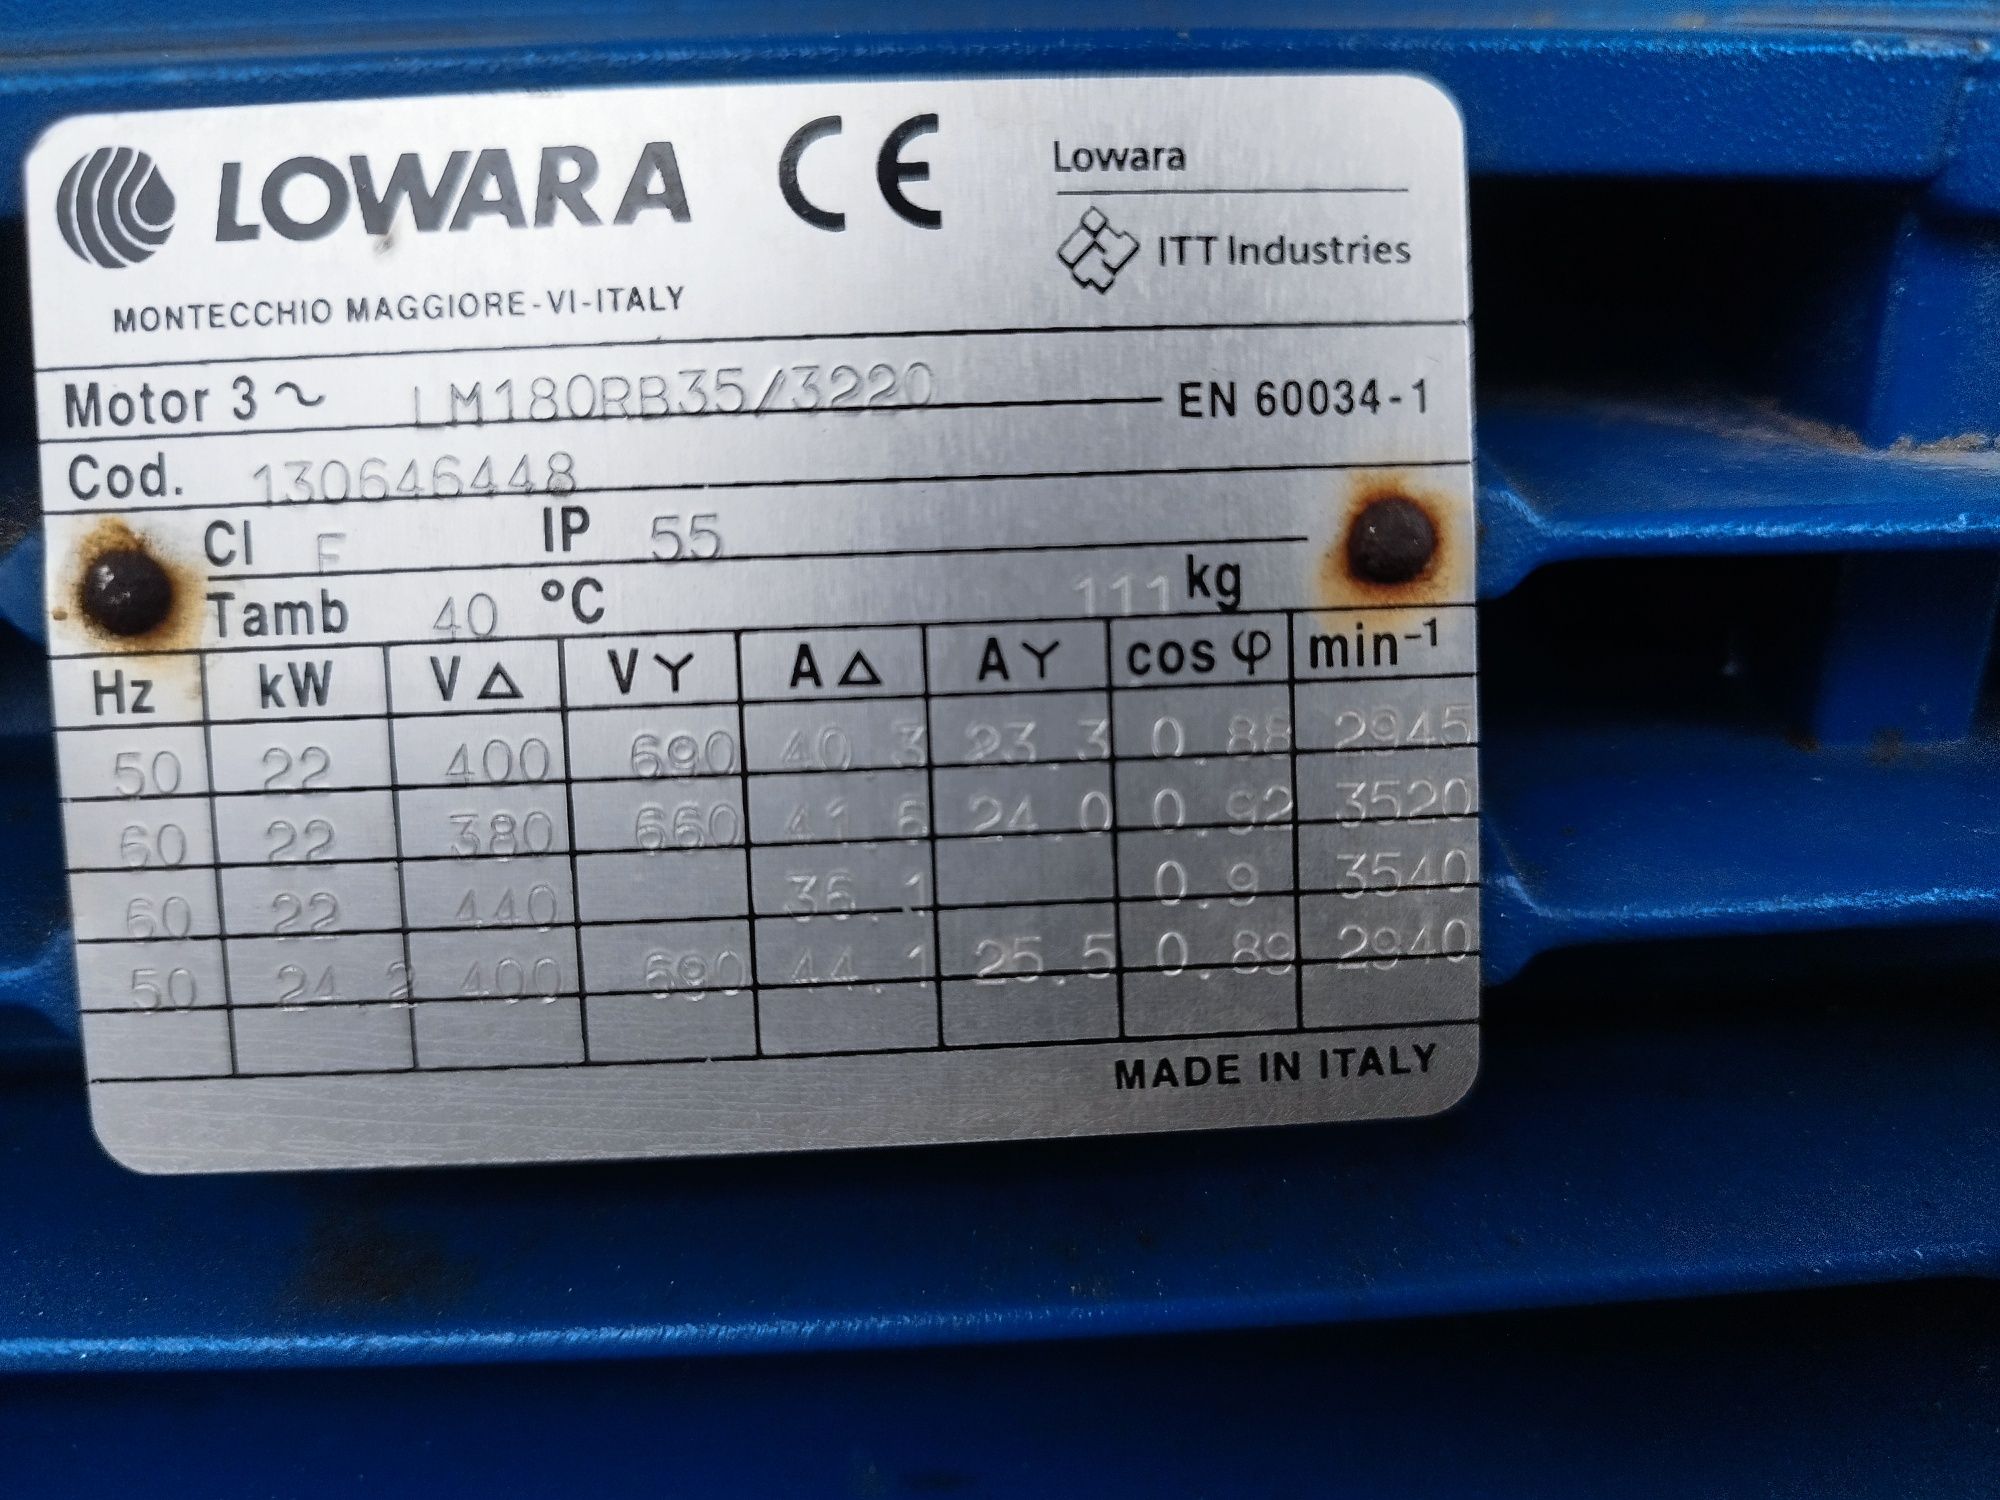 LOWARA CE Lowara
ITT Industries
MONTECCHIO MAGGIORE-VI-ITALY
Motor 3~ LM180RB35/3220 EN 60034-1
Cod. 130646448
Cl F IP 55
Tamb 40 °C 111 kg
Hz kW V△ VY A△ AY cos φ min⁻¹
50 22 400 690 40.3 23.3 0.88 2945
60 22 380 660 41.6 24.0 0.92 3520
60 22 440 36.1 0.9 3540
50 24.2 400 690 44.1 25.5 0.89 2940
MADE IN ITALY